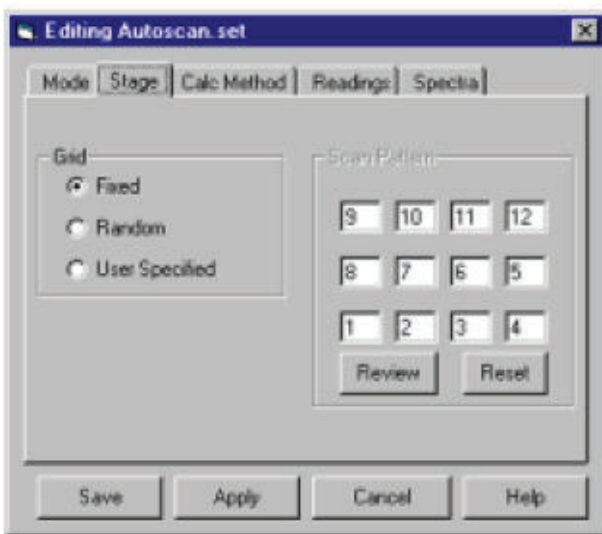 Editing Autoscan.set
Mode Stage Calc Method Readings Spectra
Grid
Fixed
Random
User Specified
Scan Pattern
9 10 11 12
8 7 6 5
1 2 3 4
Review Reset
Save Apply Cancel Help